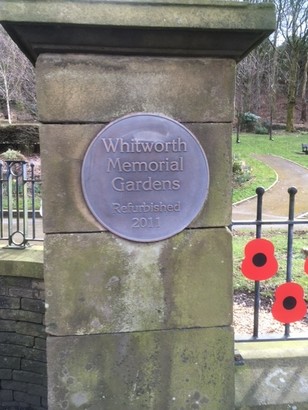 Whitworth
Memorial
Gardens
Refurbished
2011